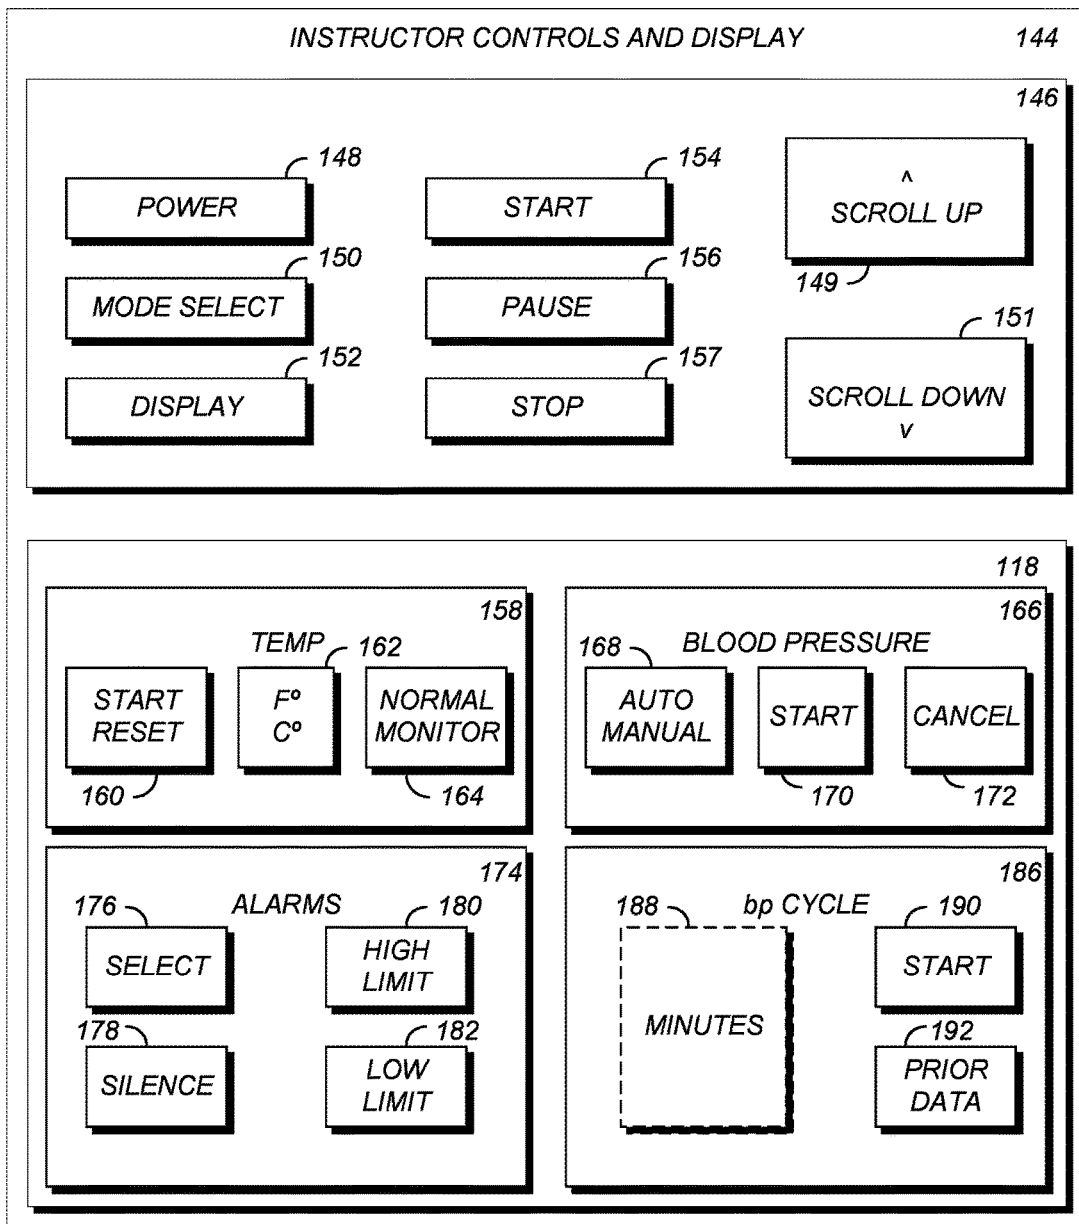 INSTRUCTOR CONTROLS AND DISPLAY 144
146
148 154
POWER START ^
SCROLL UP
150 156 149
MODE SELECT PAUSE
151
152 157
DISPLAY STOP SCROLL DOWN
v
118
158 166
TEMP 162 168 BLOOD PRESSURE
START
RESET
Fº
Cº
NORMAL
MONITOR
AUTO
MANUAL
START
CANCEL
160 164 170 172
174 186
176 ALARMS 180 188 bp CYCLE 190
SELECT
HIGH
LIMIT
START
178 182 MINUTES 192
SILENCE
LOW
LIMIT
PRIOR
DATA